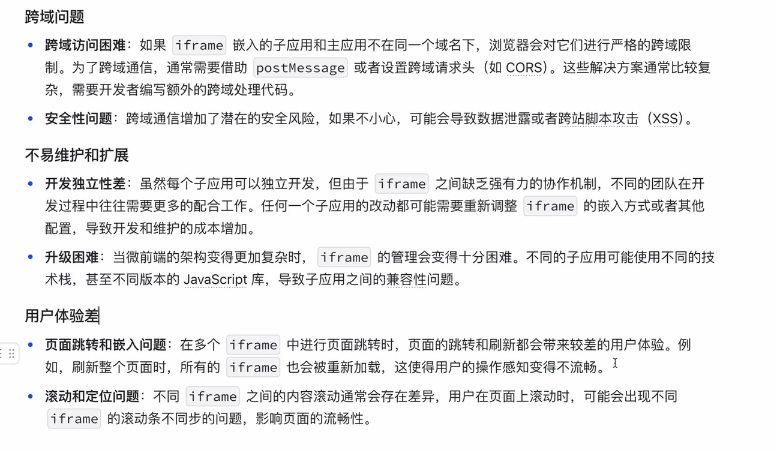 跨域问题
跨域访问困难：如果 iframe 嵌入的子应用和主应用不在同一个域名下，浏览器会对它们进行严格的跨域限
制。为了跨域通信，通常需要借助 postMessage 或者设置跨域请求头（如 CORS）。这些解决方案通常比较复
杂，需要开发者编写额外的跨域处理代码。
安全性问题：跨域通信增加了潜在的安全风险，如果不小心，可能会导致数据泄露或者跨站脚本攻击（XSS）。
不易维护和扩展
开发独立性差：虽然每个子应用可以独立开发，但由于 iframe 之间缺乏强有力的协作机制，不同的团队在开
发过程中往往需要更多的配合工作。任何一个子应用的改动都可能需要重新调整 iframe 的嵌入方式或者其他
配置，导致开发和维护的成本增加。
升级困难：当微前端的架构变得更加复杂时， iframe 的管理会变得十分困难。不同的子应用可能使用不同的技
术栈，甚至不同版本的 JavaScript 库，导致子应用之间的兼容性问题。
用户体验差
页面跳转和嵌入问题：在多个 iframe 中进行页面跳转时，页面的跳转和刷新都会带来较差的用户体验。例
如，刷新整个页面时，所有的 iframe 也会被重新加载，这使得用户的操作感知变得不流畅。
滚动和定位问题：不同 iframe 之间的内容滚动通常会存在差异，用户在页面上滚动时，可能会出现不同
iframe 的滚动条不同步的问题，影响页面的流畅性。